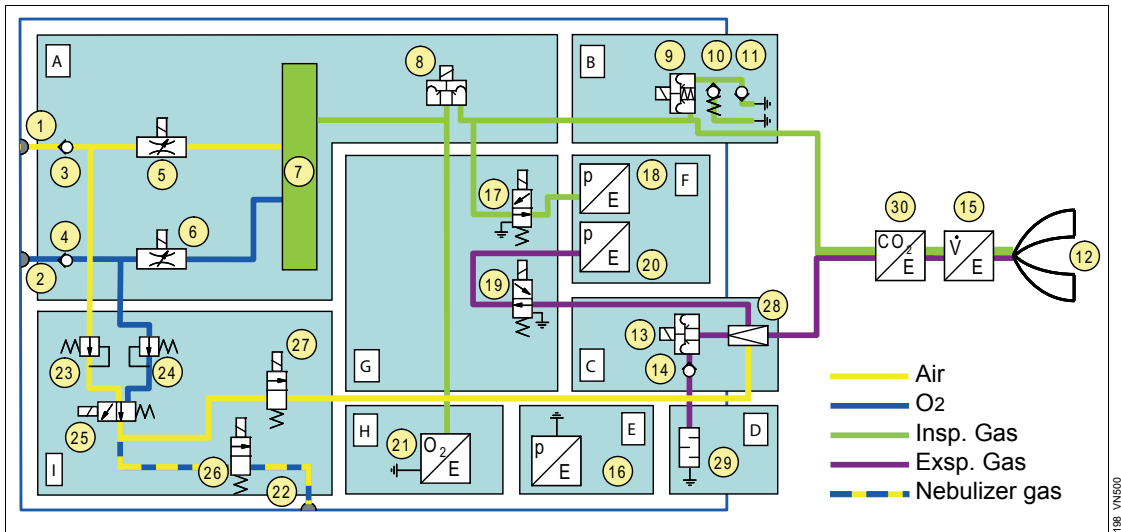 A
8
B
9
10
11
1
3
5
7
4
6
2
17
p
E
18
F
p
E
20
19
G
30
CO2
E
15
V̇
E
12
28
13
14
C
27
23
24
25
I
26
22
H
21
O2
E
p
E
E
16
D
29
Air
O2
Insp. Gas
Exsp. Gas
Nebulizer gas
198 VN500